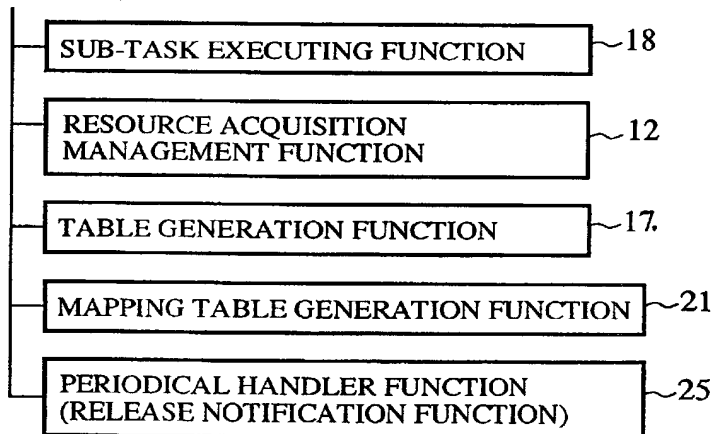 SUB-TASK EXECUTING FUNCTION 18
RESOURCE ACQUISITION
MANAGEMENT FUNCTION 12
TABLE GENERATION FUNCTION 17.
MAPPING TABLE GENERATION FUNCTION 21
PERIODICAL HANDLER FUNCTION
(RELEASE NOTIFICATION FUNCTION) 25